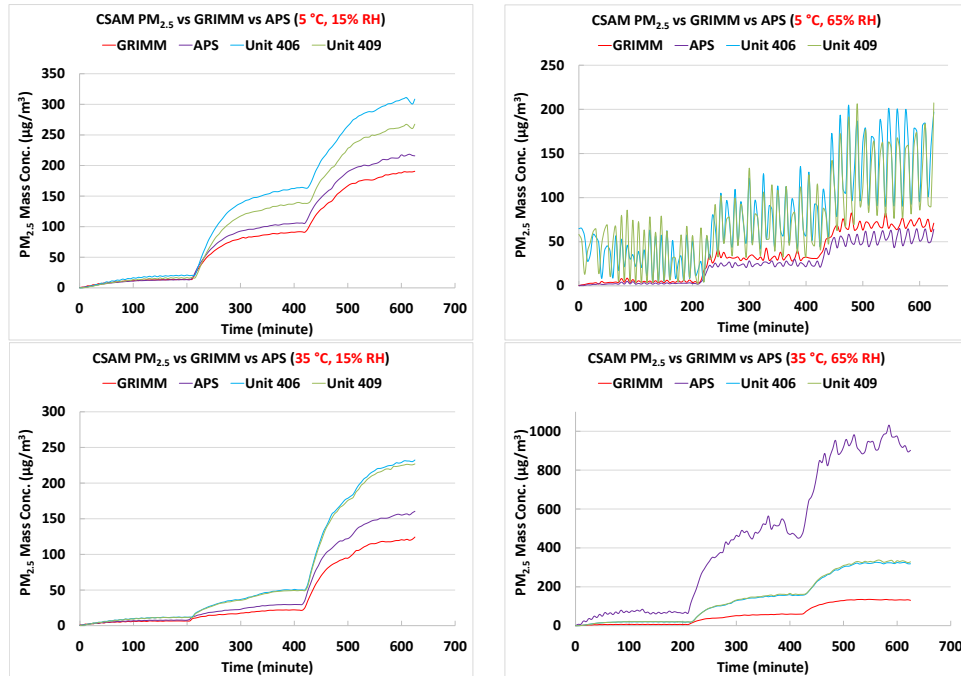 CSAM PM2.5 vs GRIMM vs APS (5 °C, 15% RH)
GRIMM APS Unit 406 Unit 409
PM2.5 Mass Conc. (µg/m³)
350
300
250
200
150
100
50
0
0 100 200 300 400 500 600 700
Time (minute)
CSAM PM2.5 vs GRIMM vs APS (5 °C, 65% RH)
GRIMM APS Unit 406 Unit 409
PM2.5 Mass Conc. (µg/m³)
250
200
150
100
50
0
0 100 200 300 400 500 600 700
Time (minute)
CSAM PM2.5 vs GRIMM vs APS (35 °C, 15% RH)
GRIMM APS Unit 406 Unit 409
PM2.5 Mass Conc. (µg/m³)
300
250
200
150
100
50
0
0 100 200 300 400 500 600 700
Time (minute)
CSAM PM2.5 vs GRIMM vs APS (35 °C, 65% RH)
GRIMM APS Unit 406 Unit 409
PM2.5 Mass Conc. (µg/m³)
1000
800
600
400
200
0
0 100 200 300 400 500 600 700
Time (minute)